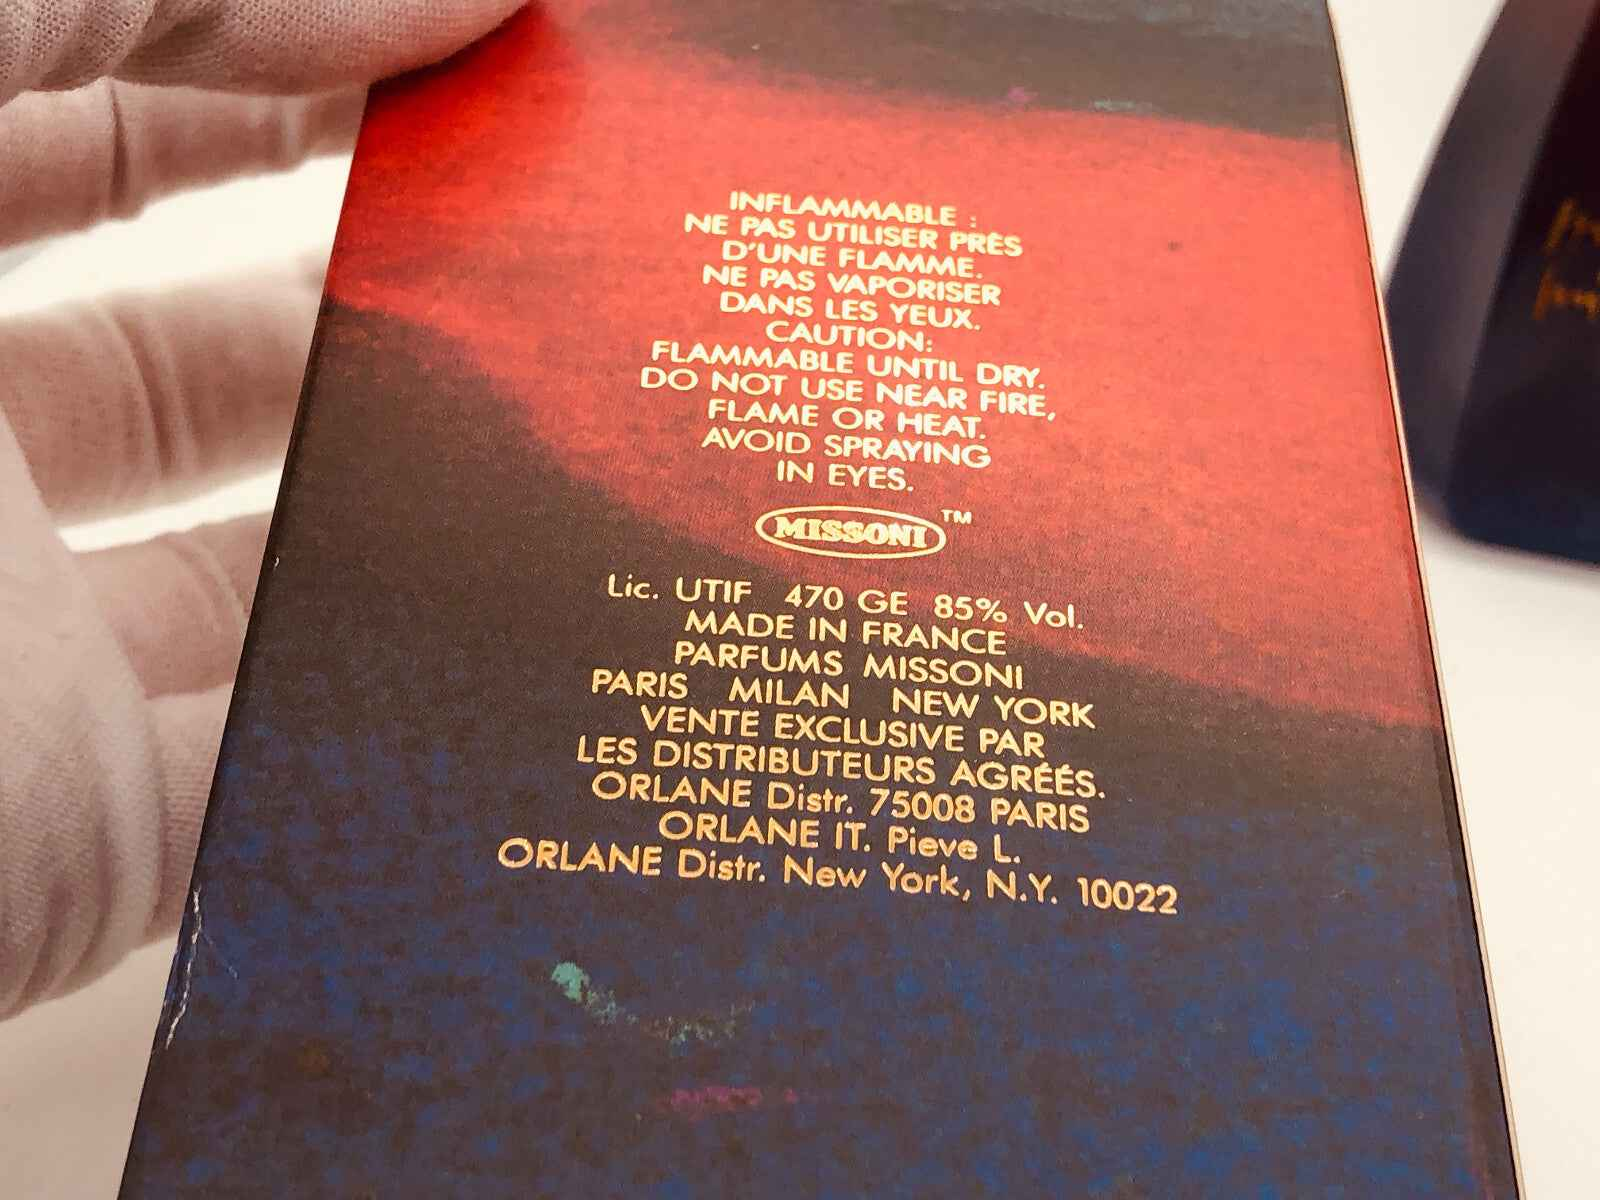 INFLAMMABLE :
NE PAS UTILISER PRÈS
D'UNE FLAMME.
NE PAS VAPORISER
DANS LES YEUX.
CAUTION:
FLAMMABLE UNTIL DRY.
DO NOT USE NEAR FIRE,
FLAME OR HEAT.
AVOID SPRAYING
IN EYES.
MISSONI™
Lic. UTIF 470 GE 85% Vol.
MADE IN FRANCE
PARFUMS MISSONI
PARIS MILAN NEW YORK
VENTE EXCLUSIVE PAR
LES DISTRIBUTEURS AGRÉÉS.
ORLANE Distr. 75008 PARIS
ORLANE IT. Pieve L.
ORLANE Distr. New York, N.Y. 10022